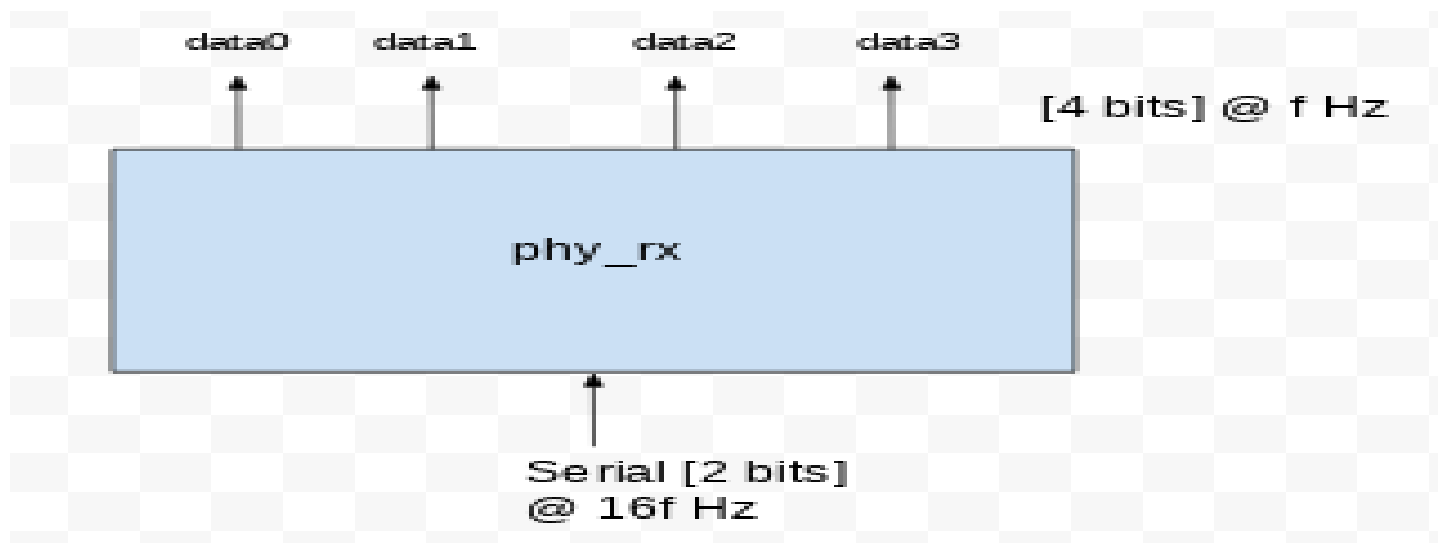 data0 data1 data2 data3
[4 bits] @ f Hz
phy_rx
Serial [2 bits]
@ 16f Hz